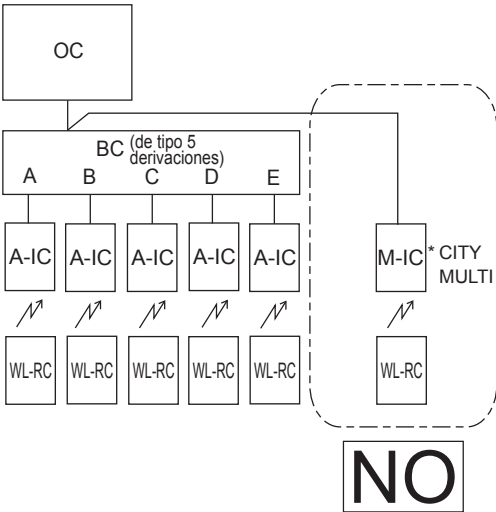 OC
BC (de tipo 5
derivaciones)
A B C D E
A-IC A-IC A-IC A-IC A-IC M-IC * CITY
MULTI
WL-RC WL-RC WL-RC WL-RC WL-RC WL-RC
NO